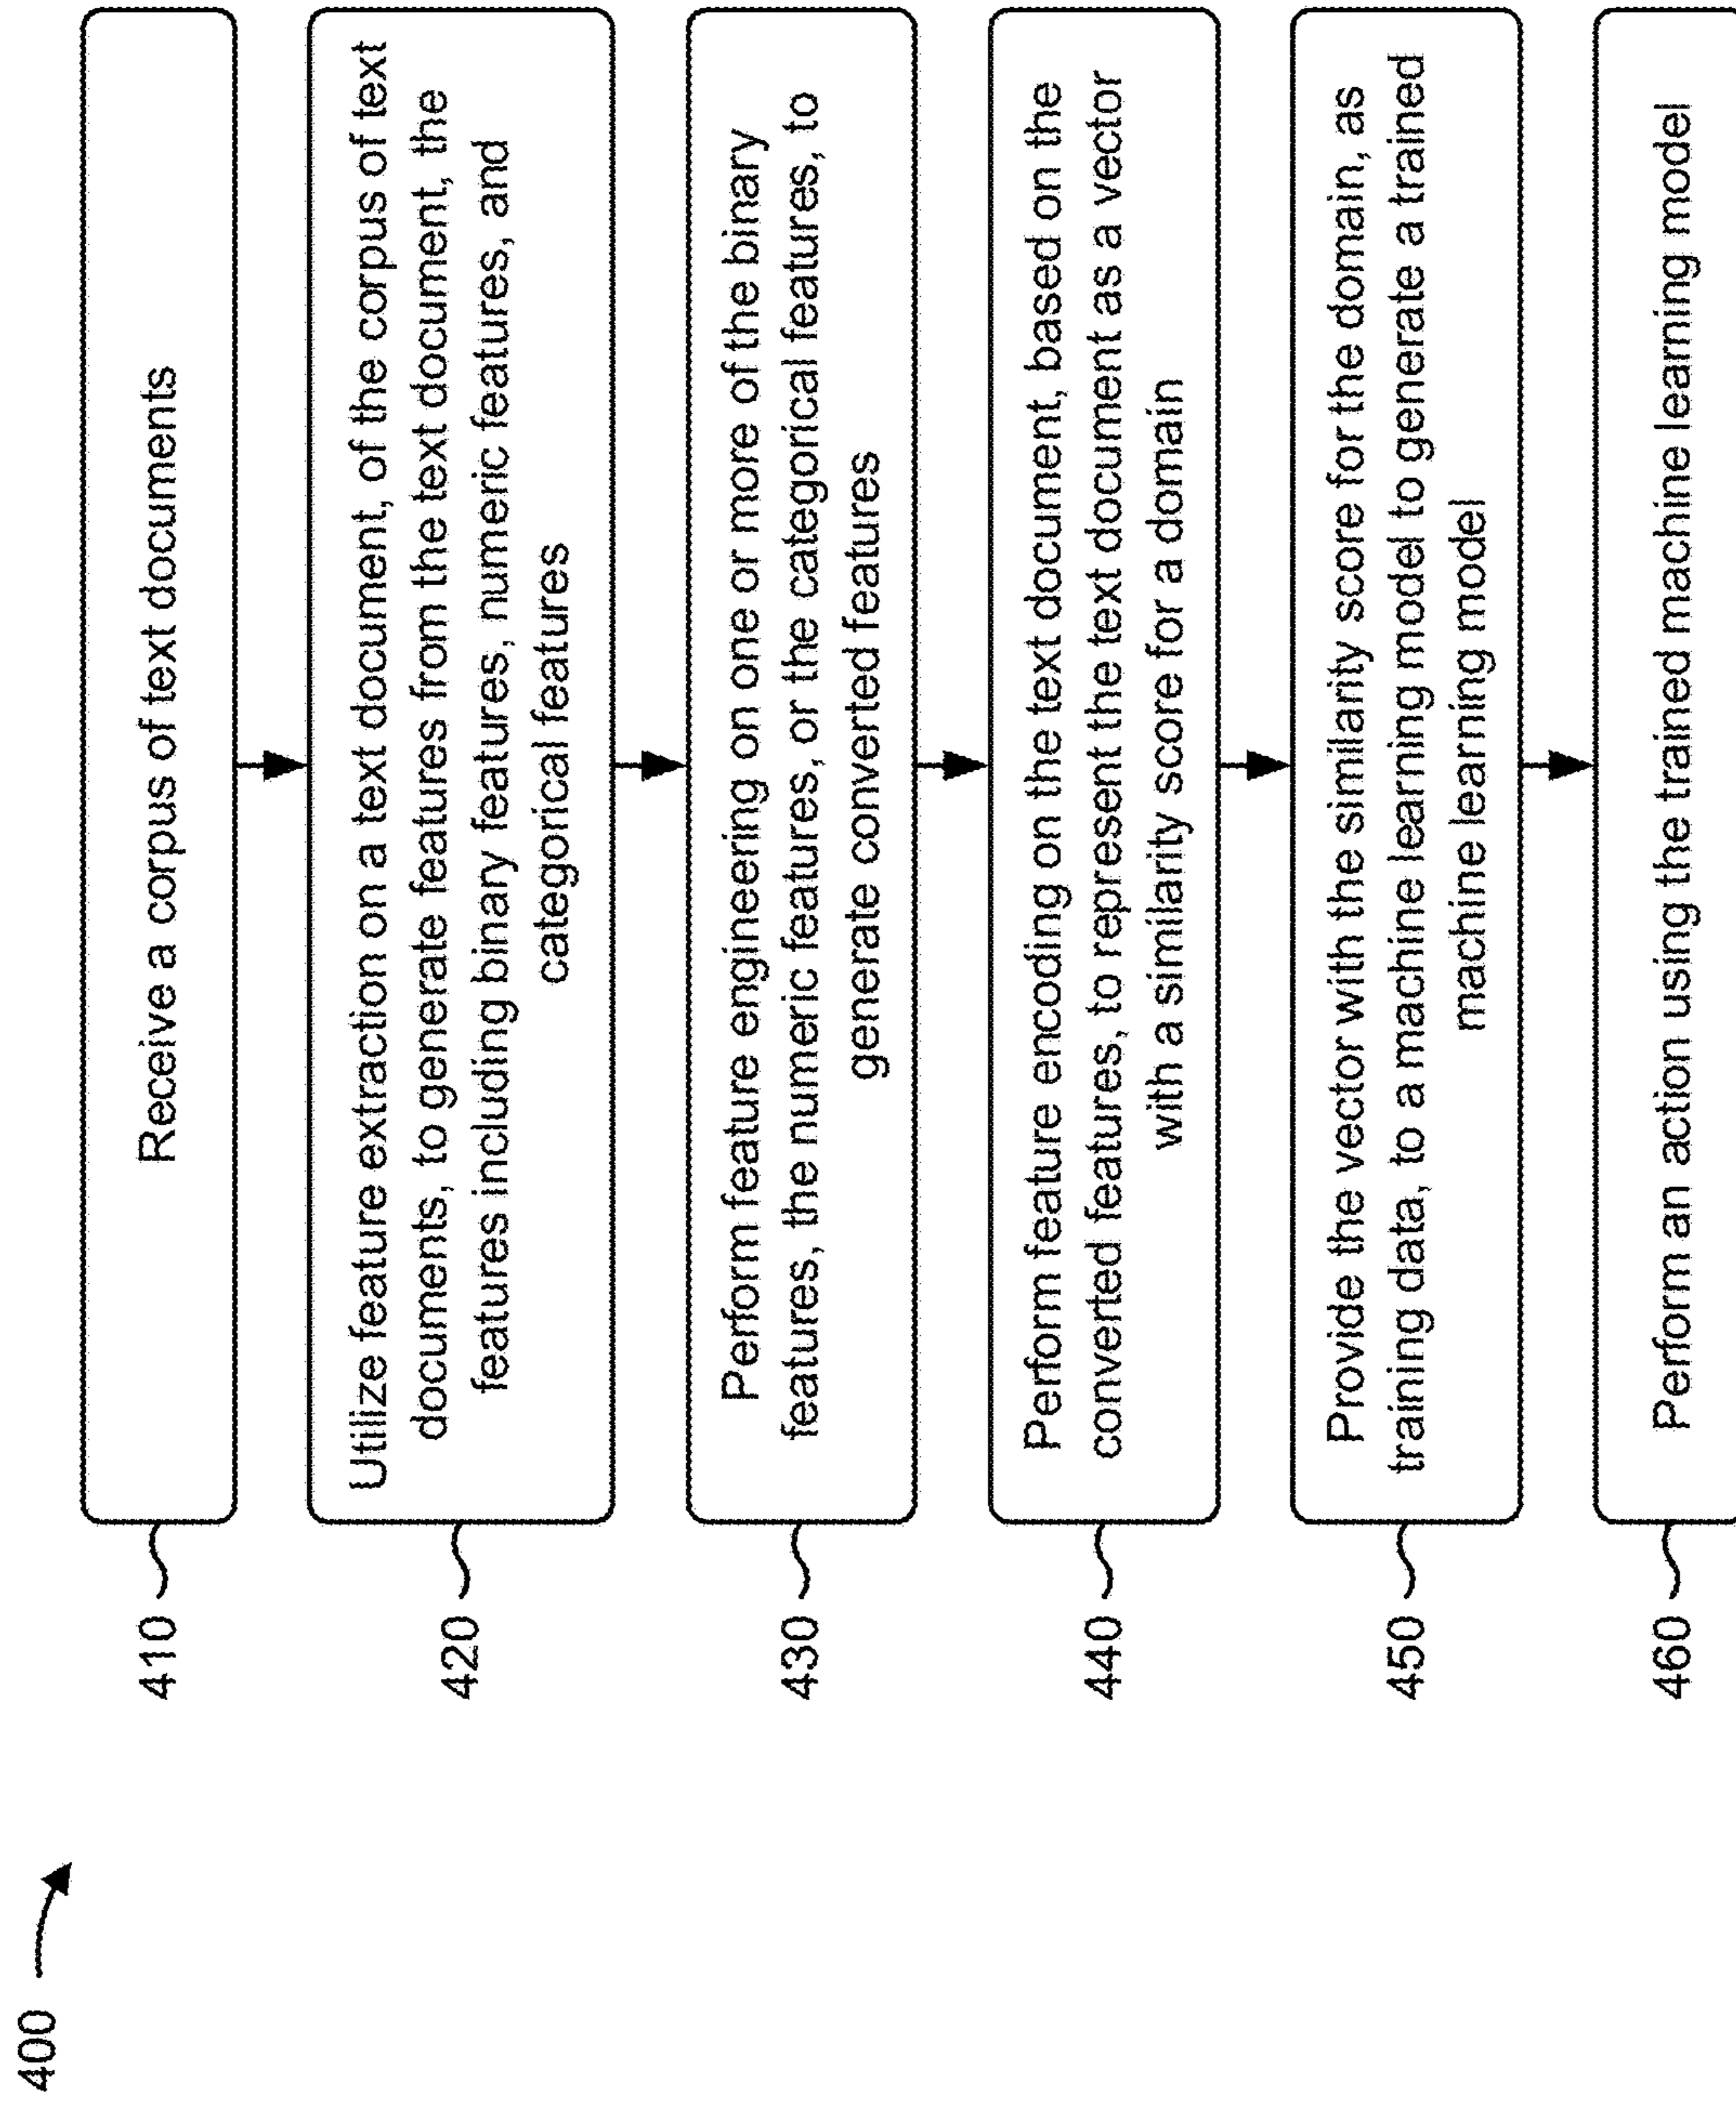 400
410
Receive a corpus of text documents
420
Utilize feature extraction on a text document, of the corpus of text
documents, to generate features from the text document, the
features including binary features, numeric features, and
categorical features
430
Perform feature engineering on one or more of the binary
features, the numeric features, or the categorical features, to
generate converted features
440
Perform feature encoding on the text document, based on the
converted features, to represent the text document as a vector
with a similarity score for a domain
450
Provide the vector with the similarity score for the domain, as
training data, to a machine learning model to generate a trained
machine learning model
460
Perform an action using the trained machine learning model